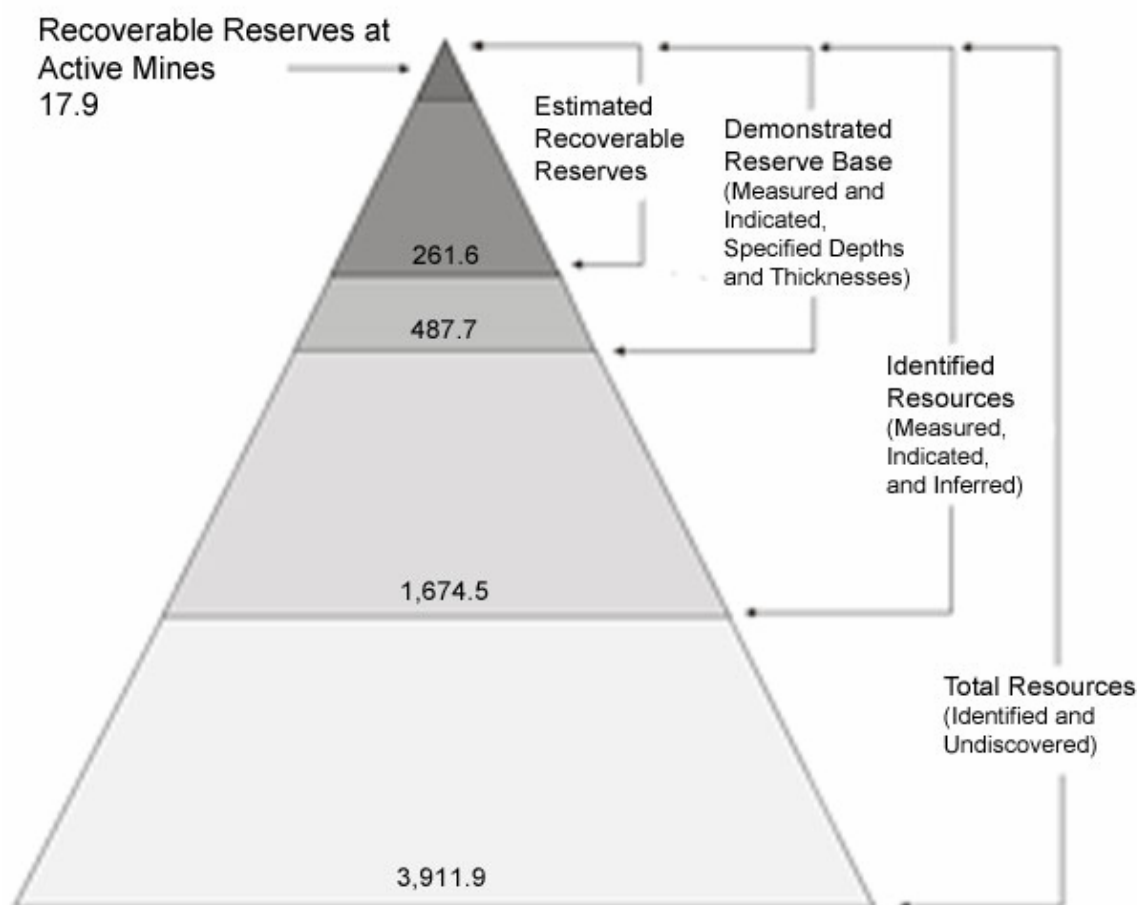 Recoverable Reserves at
Active Mines
17.9
Estimated
Recoverable
Reserves
Demonstrated
Reserve Base
(Measured and
Indicated,
Specified Depths
and Thicknesses)
261.6
487.7
Identified
Resources
(Measured,
Indicated,
and Inferred)
1,674.5
Total Resources
(Identified and
Undiscovered)
3,911.9